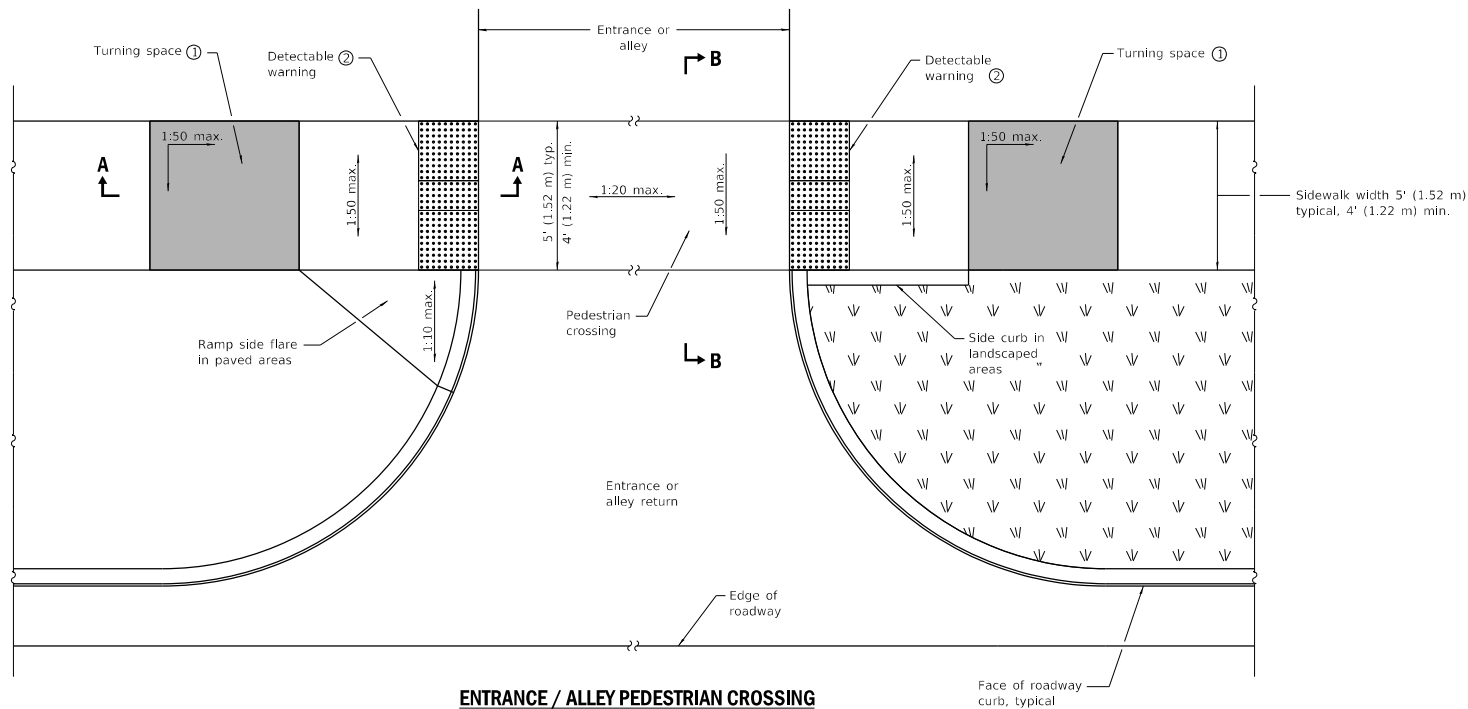 Entrance or
alley
B
Turning space ①
Detectable ②
warning
Detectable
warning ②
Turning space ①
1:50 max.
1:50 max.
A
A
1:50 max.
5' (1.52 m) typ.
4' (1.22 m) min.
1:20 max.
1:50 max.
1:50 max.
Sidewalk width 5' (1.52 m)
typical, 4' (1.22 m) min.
1:10 max.
Pedestrian
crossing
Ramp side flare
in paved areas
B
Side curb in
landscaped
areas
Entrance or
alley return
Edge of
roadway
Face of roadway
curb, typical
ENTRANCE / ALLEY PEDESTRIAN CROSSING